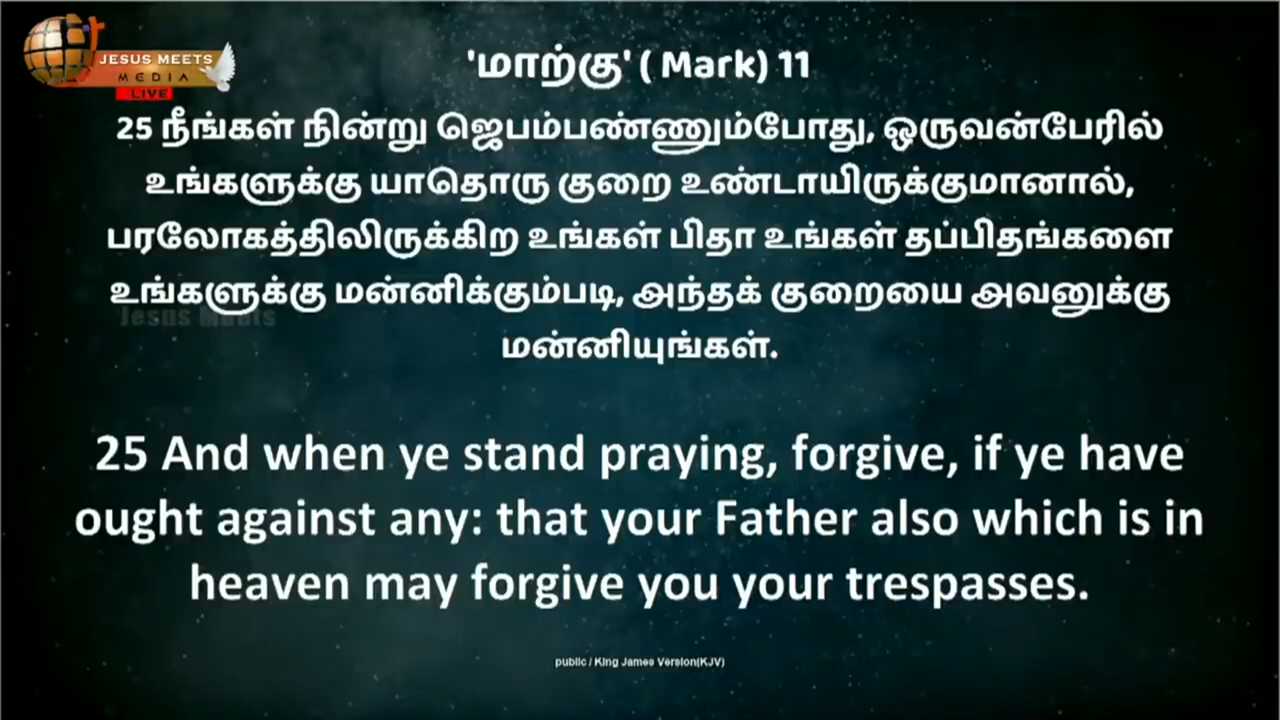 JESUS MEETS
MEDIA
LIVE
'மாற்கு' ( Mark) 11
25 நீங்கள் நின்று ஜெபம்பண்ணும்போது, ஒருவன்பேரில்
உங்களுக்கு யாதொரு குறை உண்டாயிருக்குமானால்,
பரலோகத்திலிருக்கிற உங்கள் பிதா உங்கள் தப்பிதங்களை
உங்களுக்கு மன்னிக்கும்படி, அந்தக் குறையை அவனுக்கு
Jesus Meets
மன்னியுங்கள்.
25 And when ye stand praying, forgive, if ye have
ought against any: that your Father also which is in
heaven may forgive you your trespasses.
public / King James Version(KJV)